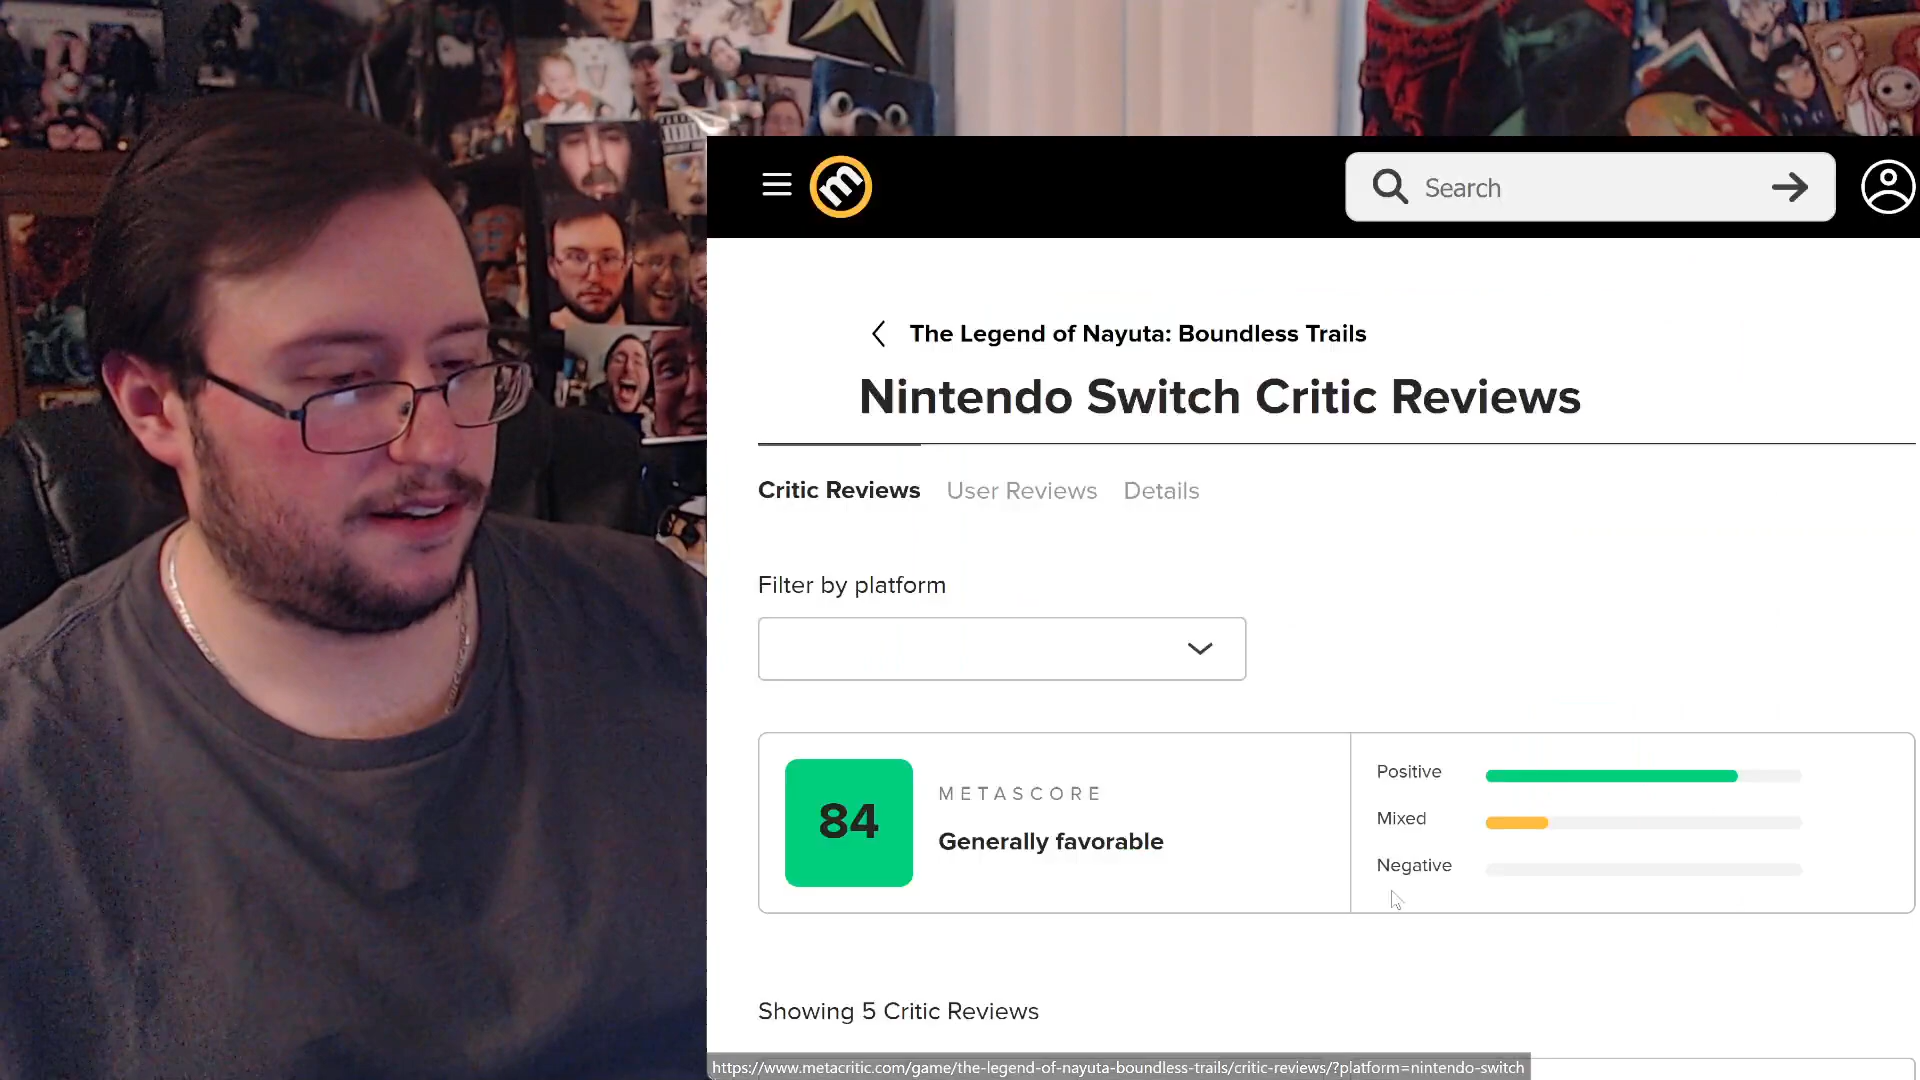 Search
The Legend of Nayuta: Boundless Trails
Nintendo Switch Critic Reviews
Critic Reviews User Reviews Details
Filter by platform
84
METASCORE
Generally favorable
Positive
Mixed
Negative
Showing 5 Critic Reviews
https://www.metacritic.com/game/the-legend-of-nayuta-boundless-trails/critic-reviews/?platform=nintendo-switch